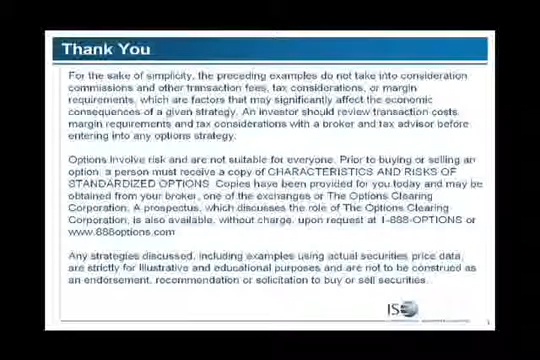 Thank You
For the sake of simplicity, the preceding examples do not take into consideration
commissions and other transaction fees, tax considerations, or margin
requirements, which are factors that may significantly affect the economic
consequences of a given strategy. An investor should review transaction costs,
margin requirements and tax considerations with a broker and tax advisor before
entering into any options strategy.
Options involve risk and are not suitable for everyone. Prior to buying or selling an
option, a person must receive a copy of CHARACTERISTICS AND RISKS OF
STANDARDIZED OPTIONS. Copies have been provided for you today and may be
obtained from your broker, one of the exchanges or The Options Clearing
Corporation. A prospectus, which discusses the role of The Options Clearing
Corporation, is also available, without charge, upon request at 1-888-OPTIONS or
www.888options.com
Any strategies discussed, including examples using actual securities price data,
are strictly for illustrative and educational purposes and are not to be construed as
an endorsement, recommendation or solicitation to buy or sell securities.
ISE